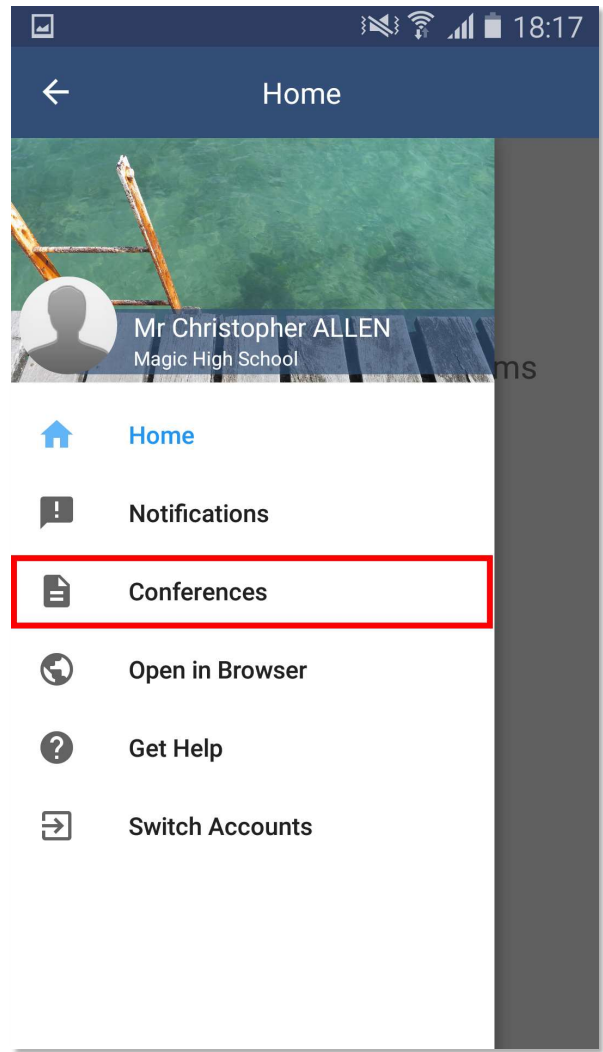 18:17
Home
Mr Christopher ALLEN
Magic High School
ms
Home
Notifications
Conferences
Open in Browser
Get Help
Switch Accounts